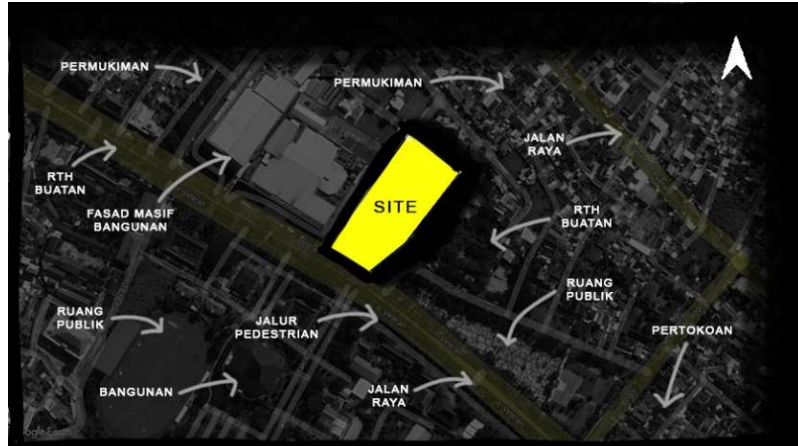 PERMUKIMAN
PERMUKIMAN
JALAN
RAYA
RTH
BUATAN
FASAD MASIF
BANGUNAN
SITE
RTH
BUATAN
RUANG
PUBLIK
RUANG
PUBLIK
JALUR
PEDESTRIAN
PERTOKOAN
BANGUNAN
JALAN
RAYA